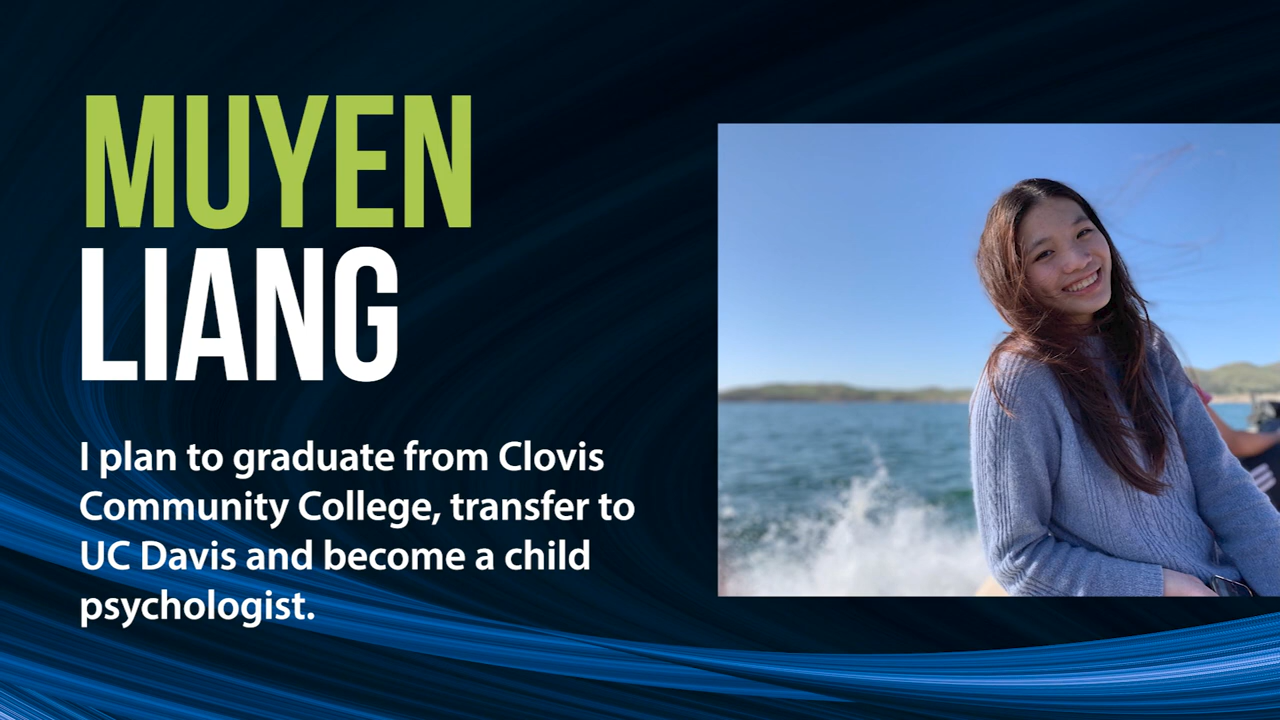 MUYEN
LIANG
I plan to graduate from Clovis
Community College, transfer to
UC Davis and become a child
psychologist.